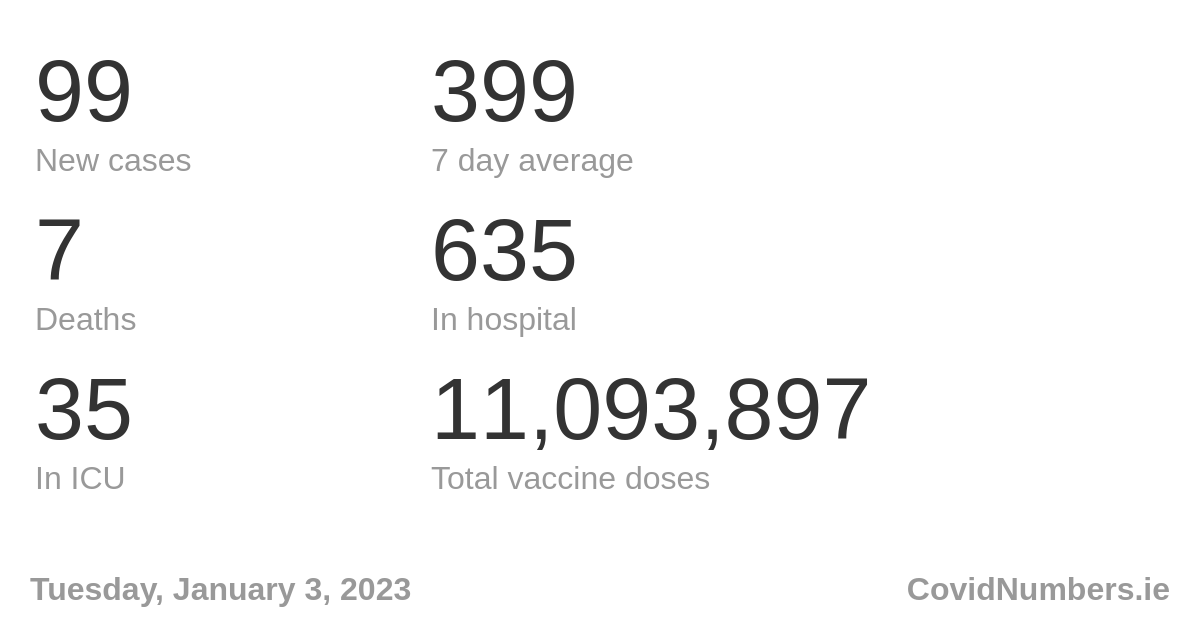 99
399
New cases
7 day average
7
635
Deaths
In hospital
35
11,093,897
In ICU
Total vaccine doses
Tuesday, January 3, 2023
CovidNumbers.ie